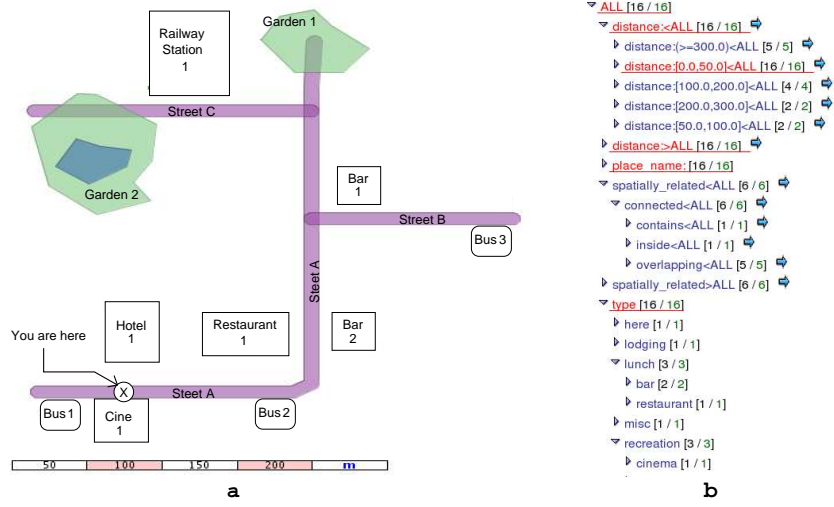 Garden 1
Railway
Station
1
Street C
Garden 2
Bar
1
Street B
Bus 3
Steet A
You are here
Hotel
1
Restaurant
1
Bar
2
X
Steet A
Bus 1
Cine
1
Bus 2
50 100 150 200 m
a
ALL [16 / 16]
distance:<ALL [16 / 16]
distance:(>=300.0)<ALL [5 / 5]
distance:[0.0,50.0]<ALL [16 / 16]
distance:[100.0,200.0]<ALL [4 / 4]
distance:[200.0,300.0]<ALL [2 / 2]
distance:[50.0,100.0]<ALL [2 / 2]
distance:>ALL [16 / 16]
place_name: [16 / 16]
spatially_related<ALL [6 / 6]
connected<ALL [6 / 6]
contains<ALL [1 / 1]
inside<ALL [1 / 1]
overlapping<ALL [5 / 5]
spatially_related>ALL [6 / 6]
type [16 / 16]
here [1 / 1]
lodging [1 / 1]
lunch [3 / 3]
bar [2 / 2]
restaurant [1 / 1]
misc [1 / 1]
recreation [3 / 3]
cinema [1 / 1]
b